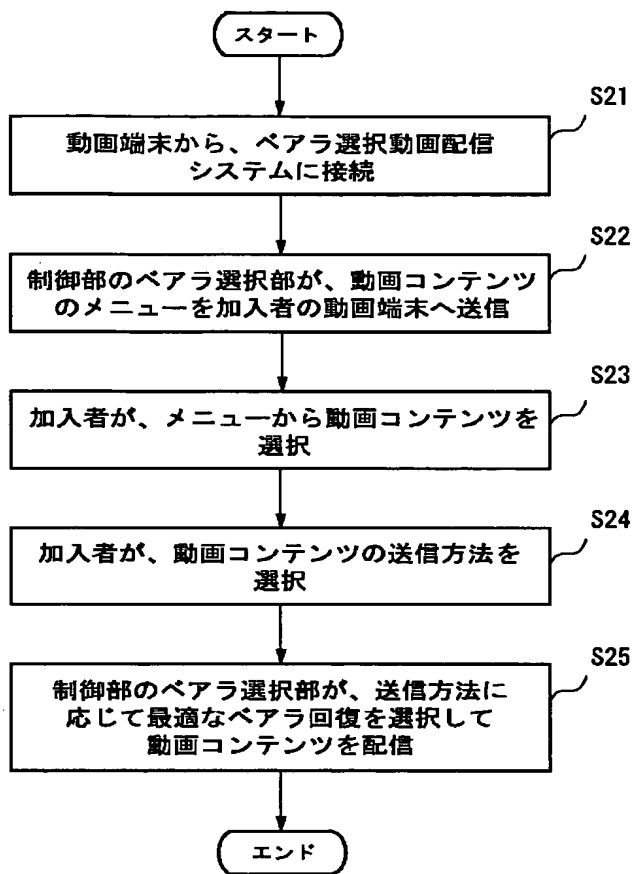 スタート
S21
動画端末から、ベアラ選択動画配信
システムに接続
S22
制御部のベアラ選択部が、動画コンテンツ
のメニューを加入者の動画端末へ送信
S23
加入者が、メニューから動画コンテンツを
選択
S24
加入者が、動画コンテンツの送信方法を
選択
S25
制御部のベアラ選択部が、送信方法に
応じて最適なベアラ回復を選択して
動画コンテンツを配信
エンド